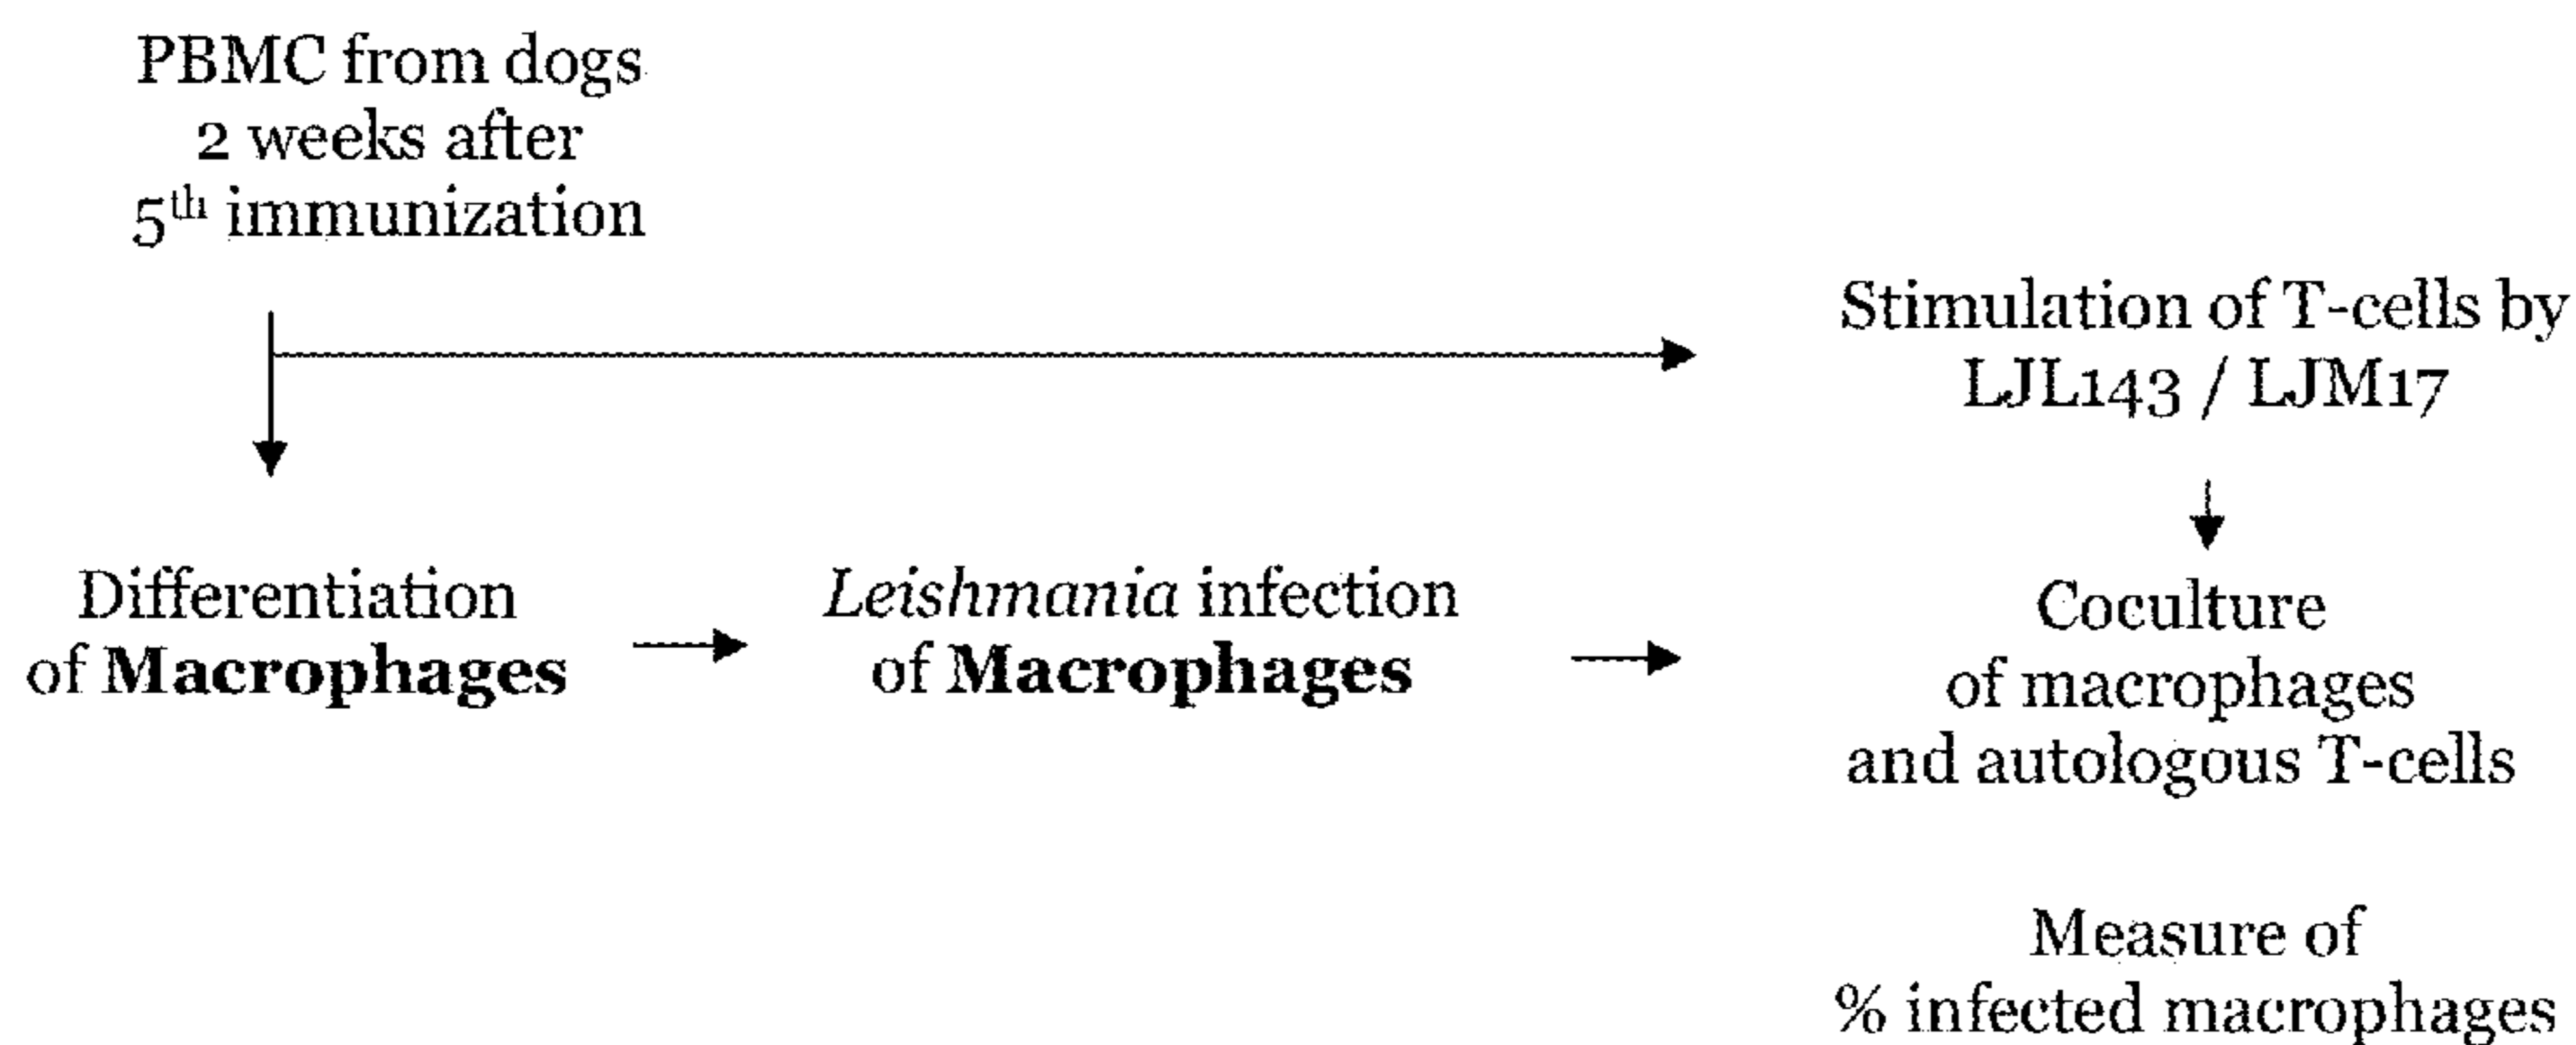 PBMC from dogs
2 weeks after
5th immunization
Stimulation of T-cells by
LJL143 / LJM17
Differentiation
of Macrophages
Leishmania infection
of Macrophages
Coculture
of macrophages
and autologous T-cells
Measure of
% infected macrophages